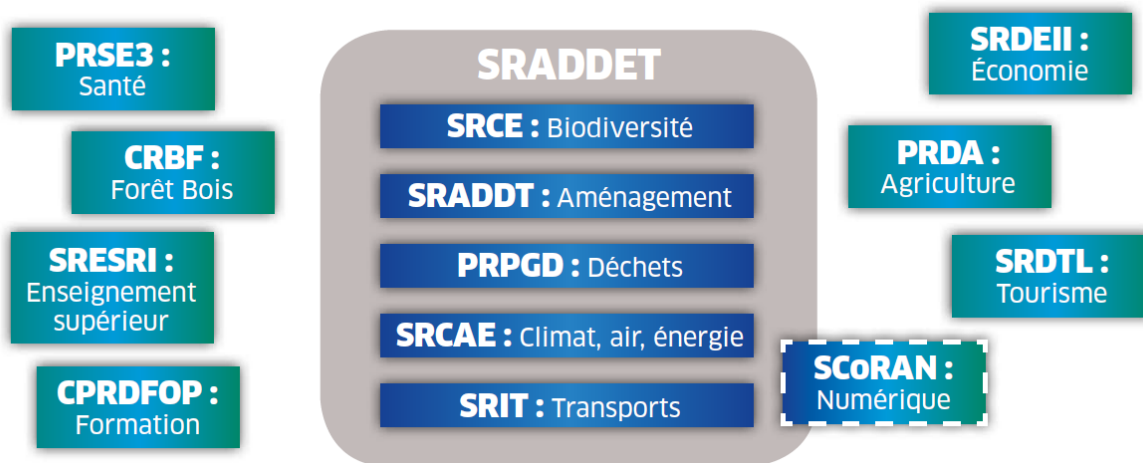 PRSE3 :
Santé
CRBF :
Forêt Bois
SRESRI :
Enseignement
supérieur
CPRDFOP :
Formation
SRADDET
SRCE : Biodiversité
SRADDT : Aménagement
PRPGD : Déchets
SRCAE : Climat, air, énergie
SRIT : Transports
SRDEII :
Économie
PRDA :
Agriculture
SRDTL :
Tourisme
SCoRAN :
Numérique